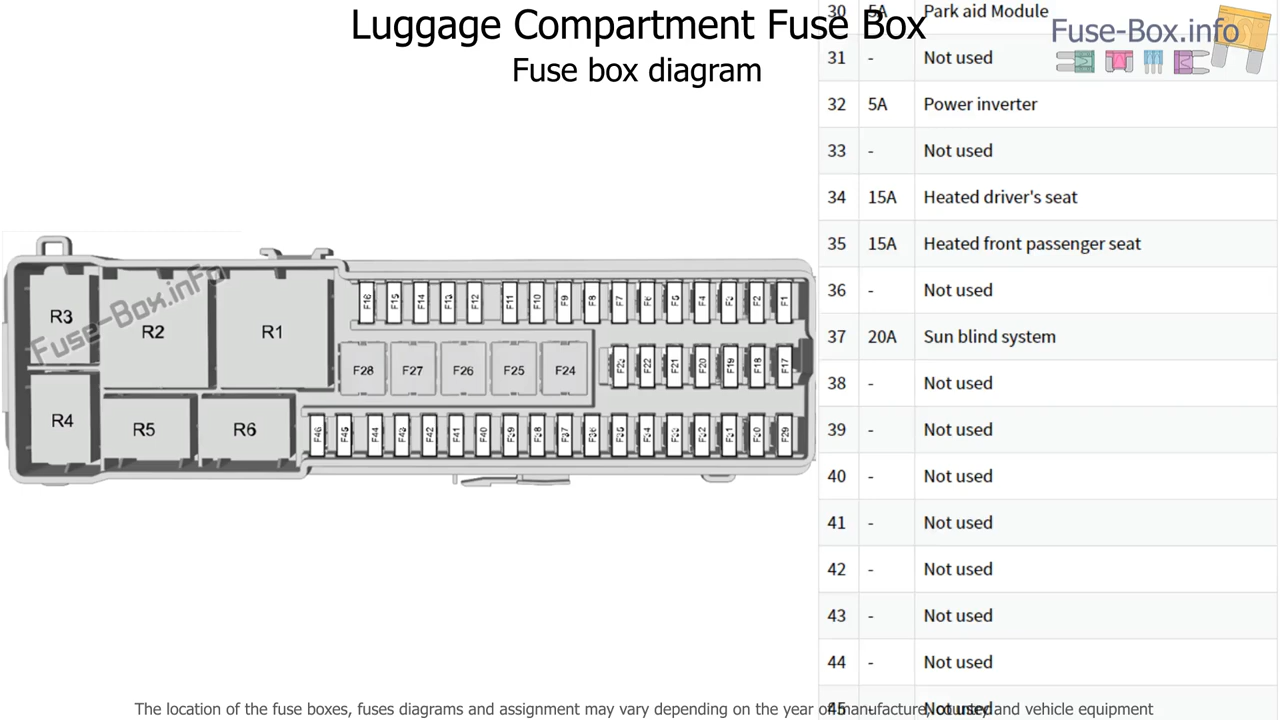 Luggage Compartment Fuse Box
Fuse box diagram
Fuse-Box.info
30 5A Park aid Module
31 - Not used
32 5A Power inverter
33 - Not used
34 15A Heated driver's seat
35 15A Heated front passenger seat
36 - Not used
37 20A Sun blind system
38 - Not used
39 - Not used
40 - Not used
41 - Not used
42 - Not used
43 - Not used
44 - Not used
45 - Not used
Fuse-Box.inFo
R3 R2 R1
F16 F15 F14 F13 F12 F11 F10 F9 F8 F7 F6 F5 F4 F3 F2 F1
F28 F27 F26 F25 F24
F23 F22 F21 F20 F19 F18 F17
R4 R5 R6
F46 F45 F44 F43 F42 F41 F40 F39 F38 F37 F36 F35 F34 F33 F32 F31 F30 F29
The location of the fuse boxes, fuses diagrams and assignment may vary depending on the year of manufacture, country and vehicle equipment